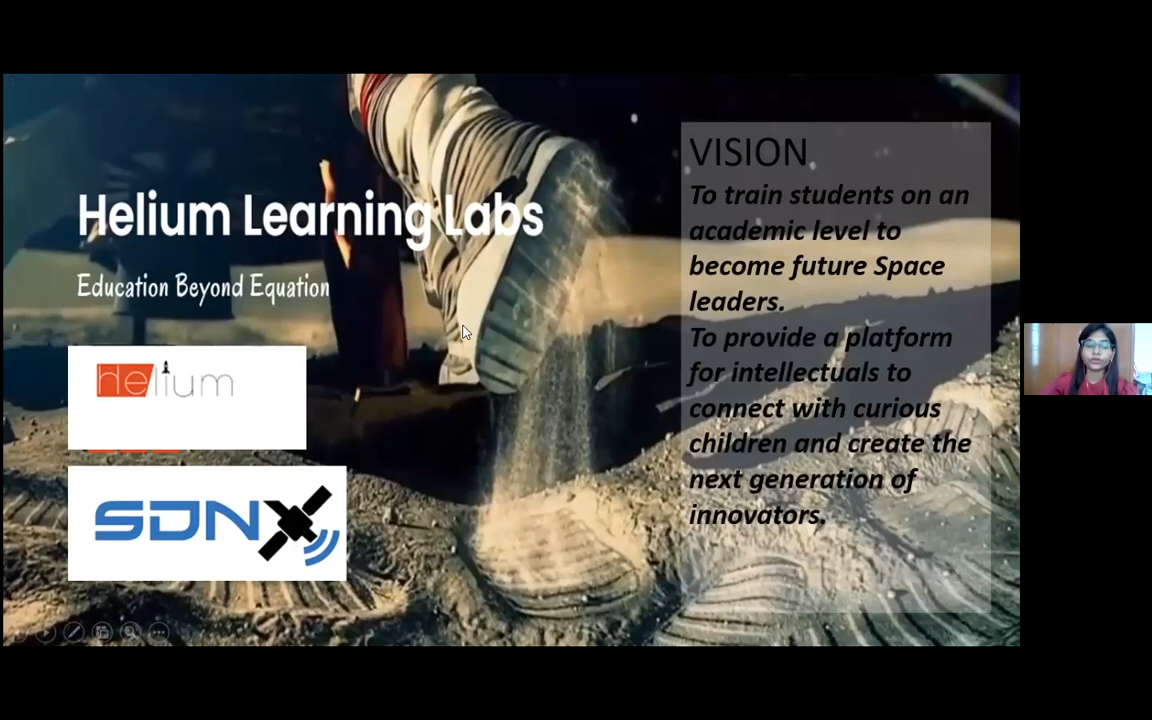 Helium Learning Labs
Education Beyond Equation
helium
SDNX
VISION
To train students on an
academic level to
become future Space
leaders.
To provide a platform
for intellectuals to
connect with curious
children and create the
next generation of
innovators.